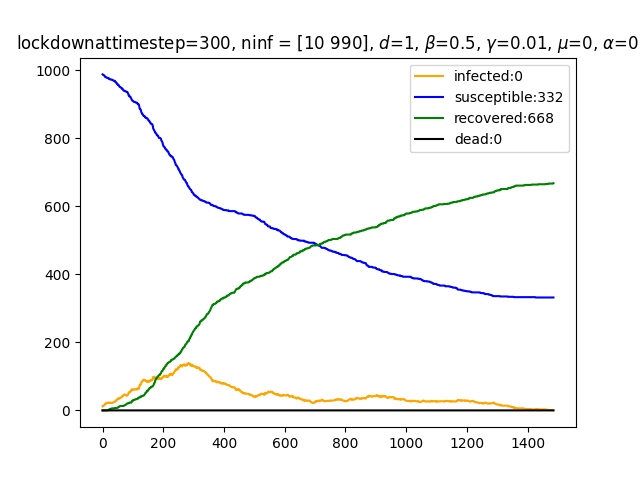 lockdownattimestep=300, ninf = [10 990], d=1, β=0.5, γ=0.01, μ=0, α=0
infected:0
susceptible:332
recovered:668
dead:0
1000
800
600
400
200
0
0 200 400 600 800 1000 1200 1400